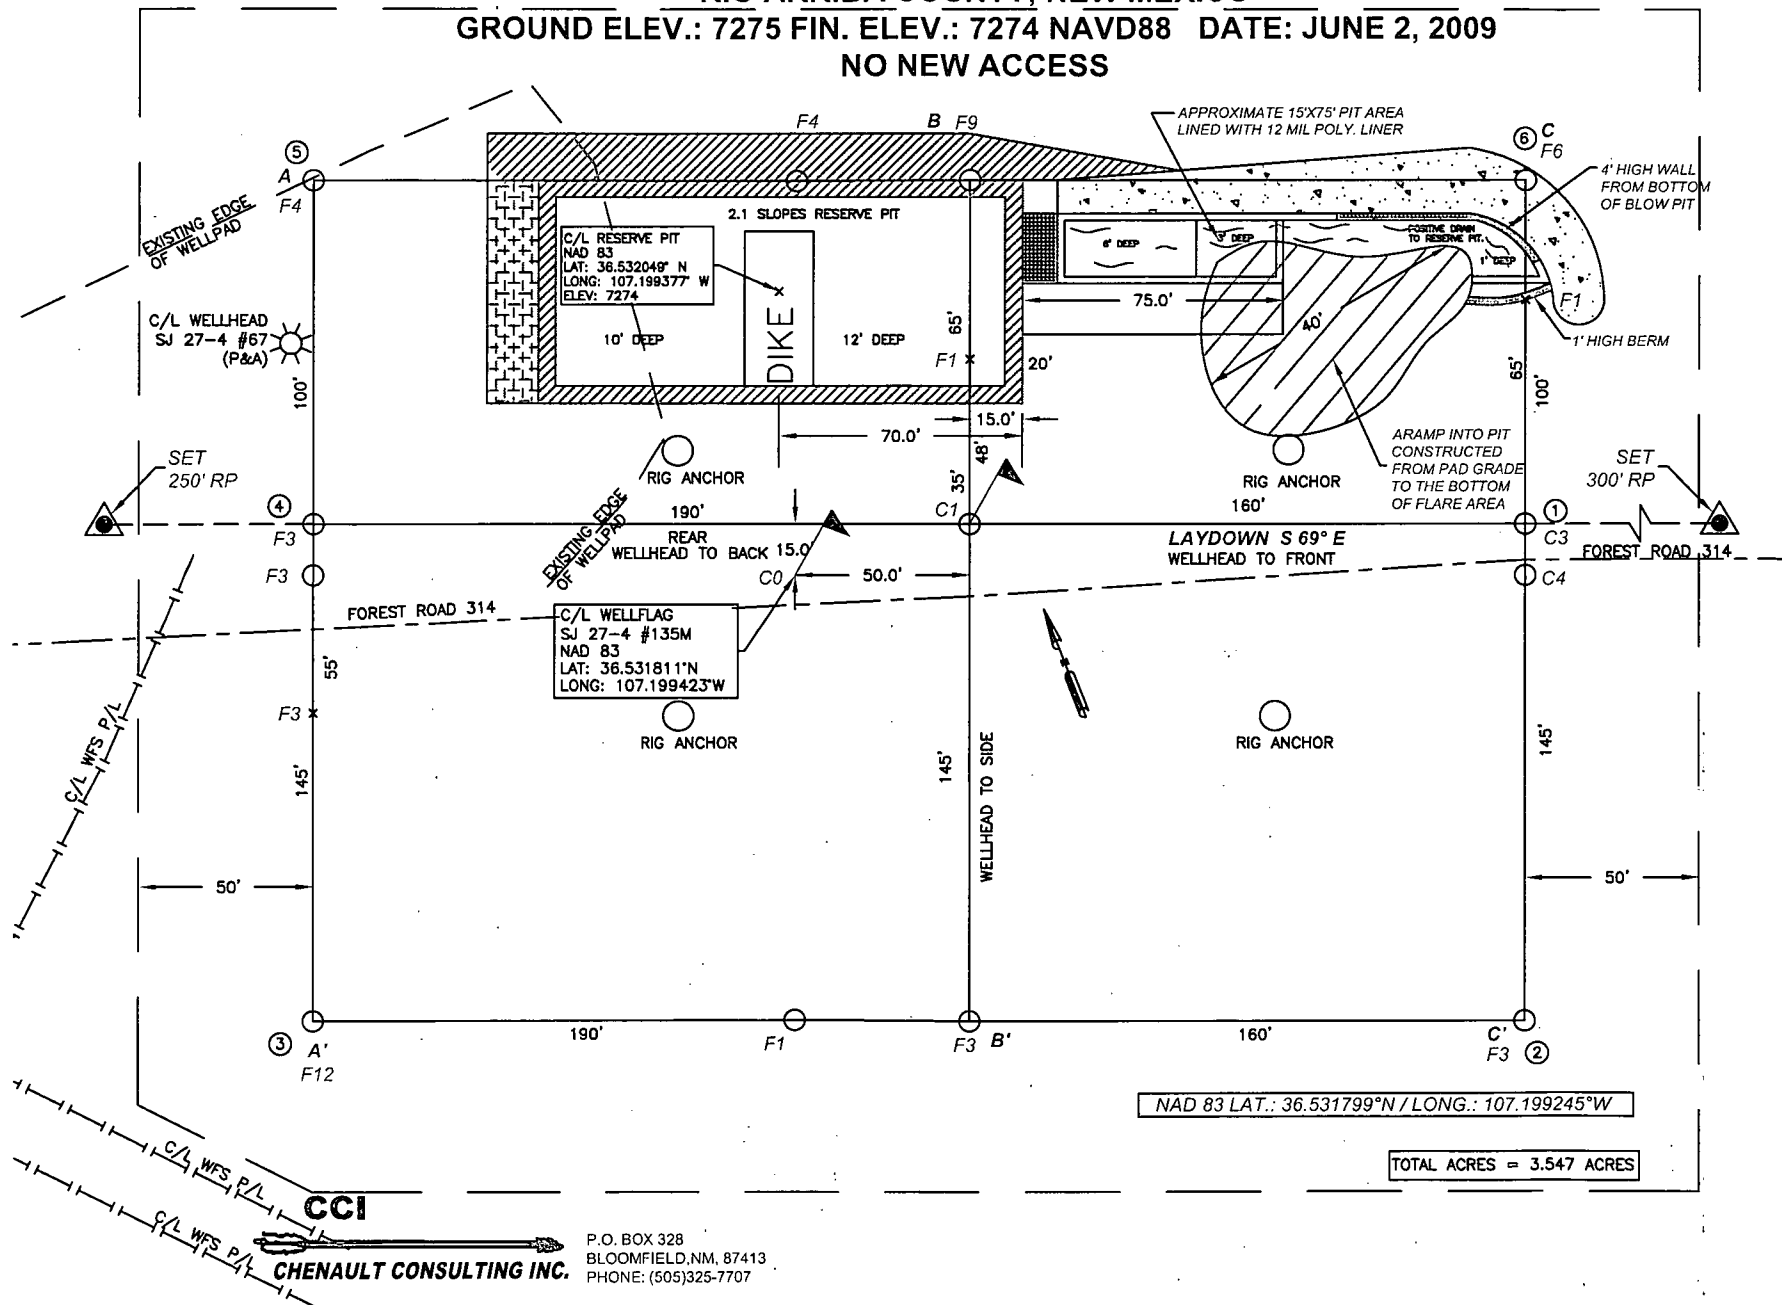 RIO ARRIBA COUNTY, NEW MEXICO
GROUND ELEV.: 7275 FIN. ELEV.: 7274 NAVD88 DATE: JUNE 2, 2009
NO NEW ACCESS
APPROXIMATE 15'X75' PIT AREA
LINED WITH 12 MIL POLY. LINER
F4
B F9
6 C
F6
5
A
F4
4' HIGH WALL
FROM BOTTOM
OF BLOW PIT
EXISTING EDGE
OF WELLPAD
2.1 SLOPES RESERVE PIT
C/L RESERVE PIT
NAD 83
LAT: 36.532049° N
LONG: 107.199377° W
ELEV: 7274
6' DEEP
3' DEEP
POSITIVE DRAIN
TO RESERVE PIT.
1' DEEP
75.0'
F1
40'
C/L WELLHEAD
SJ 27-4 #67
(P&A)
10' DEEP
DIKE
12' DEEP
65'
F1
20'
1' HIGH BERM
100'
65'
100'
15.0'
70.0'
48'
35'
ARAMP INTO PIT
CONSTRUCTED
FROM PAD GRADE
TO THE BOTTOM
OF FLARE AREA
SET
250' RP
RIG ANCHOR
RIG ANCHOR
SET
300' RP
4
F3
190'
C1
160'
1
C3
REAR
WELLHEAD TO BACK
15.0'
LAYDOWN S 69° E
WELLHEAD TO FRONT
FOREST ROAD 314
EXISTING EDGE
OF WELLPAD
F3
C0
50.0'
C4
FOREST ROAD 314
C/L WELLFLAG
SJ 27-4 #135M
NAD 83
LAT: 36.531811°N
LONG: 107.199423°W
55'
F3
RIG ANCHOR
RIG ANCHOR
C/L WFS P/L
145'
145'
WELLHEAD TO SIDE
145'
50'
50'
190'
160'
3 A'
F12
F1
F3 B'
C'
F3 2
NAD 83 LAT.: 36.531799°N / LONG.: 107.199245°W
TOTAL ACRES = 3.547 ACRES
C/L WFS P/L
C/L WFS P/L
CCI
CHENAULT CONSULTING INC.
P.O. BOX 328
BLOOMFIELD,NM, 87413
PHONE: (505)325-7707